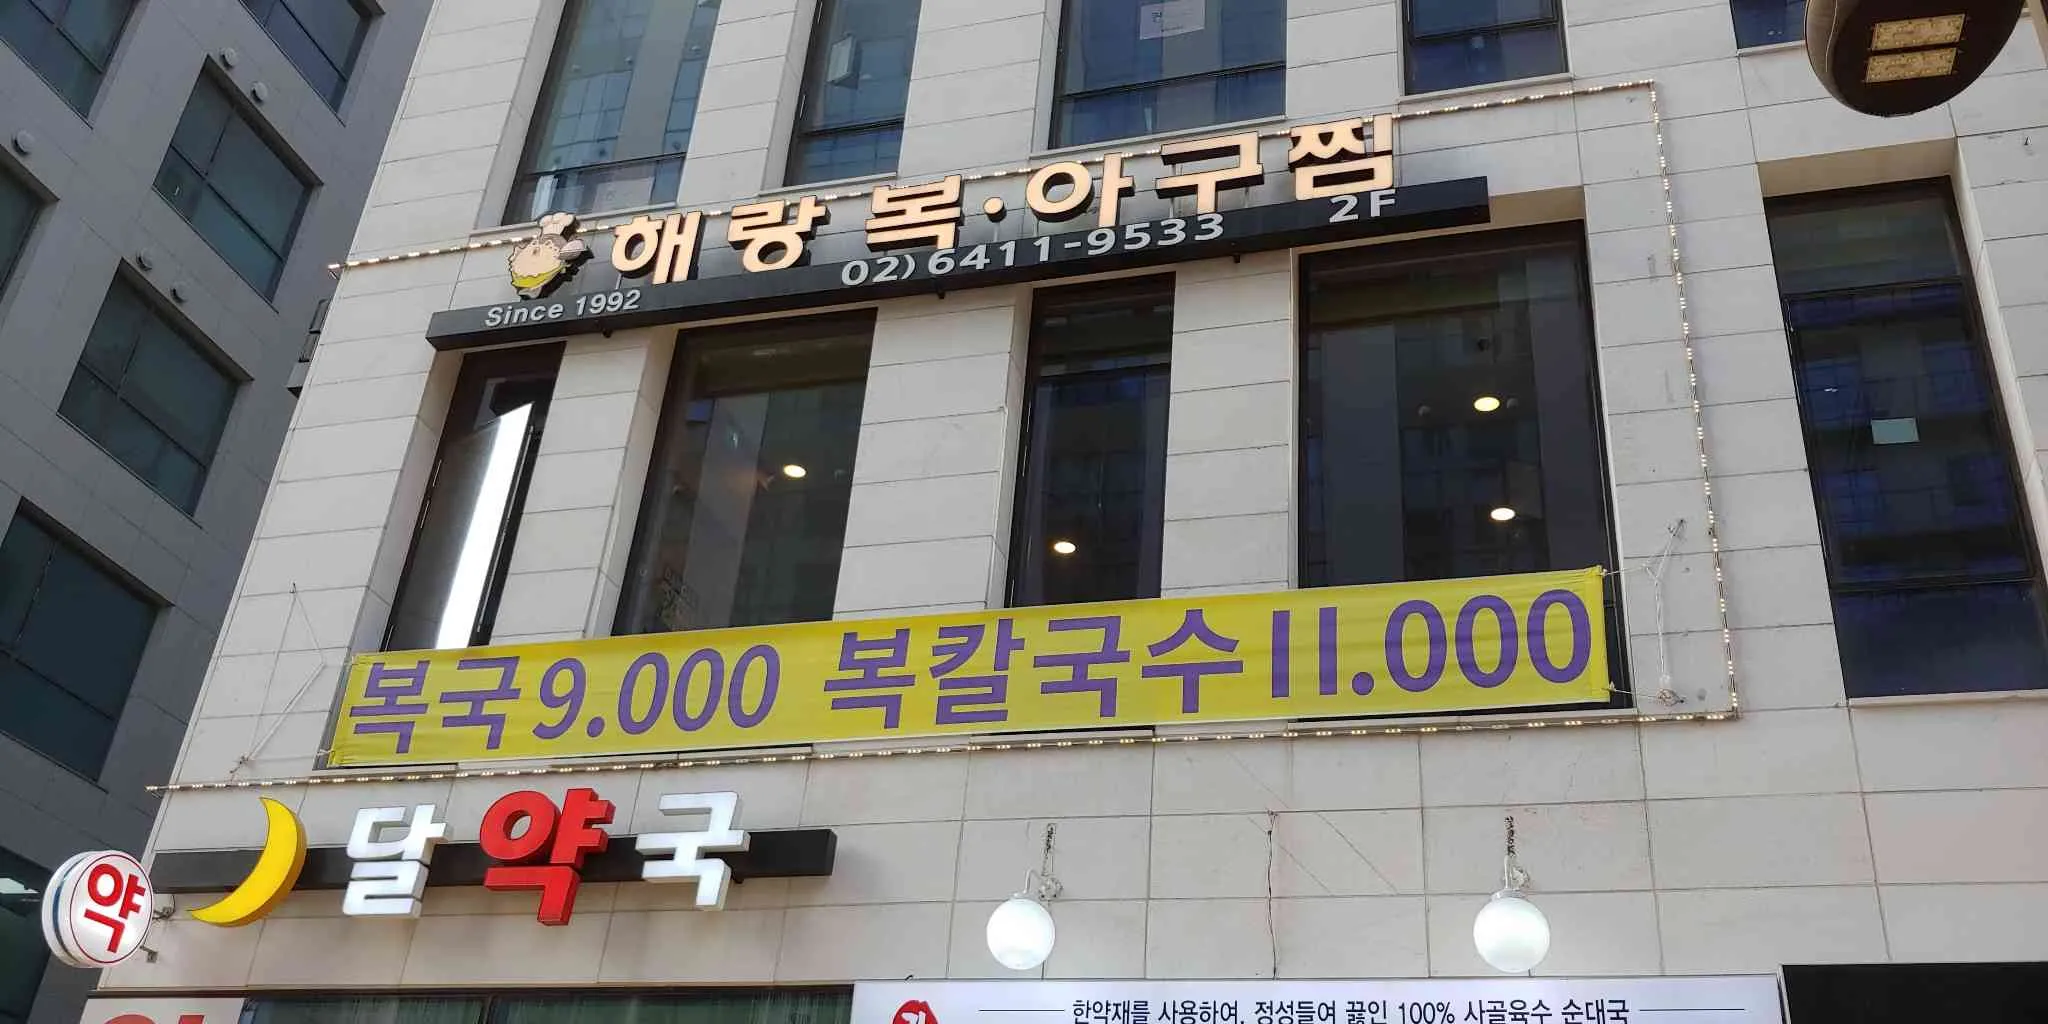 해랑 복·아구찜
Since 1992 02)6411-9533 2F
복국 9.000 복칼국수 11.000
달약국
약
한약재를 사용하여, 정성들여 끓인 100% 사골육수 순대국